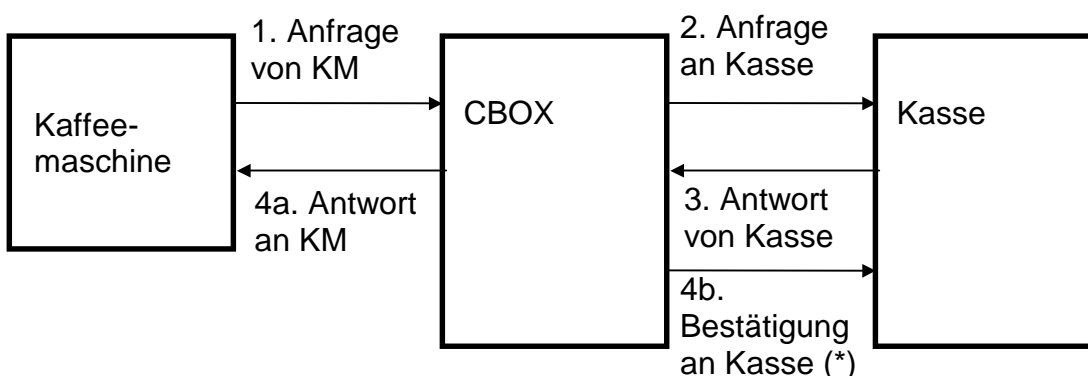 1. Anfrage
von KM
2. Anfrage
an Kasse
Kaffee-
maschine
CBOX
Kasse
4a. Antwort
an KM
3. Antwort
von Kasse
4b.
Bestätigung
an Kasse (*)